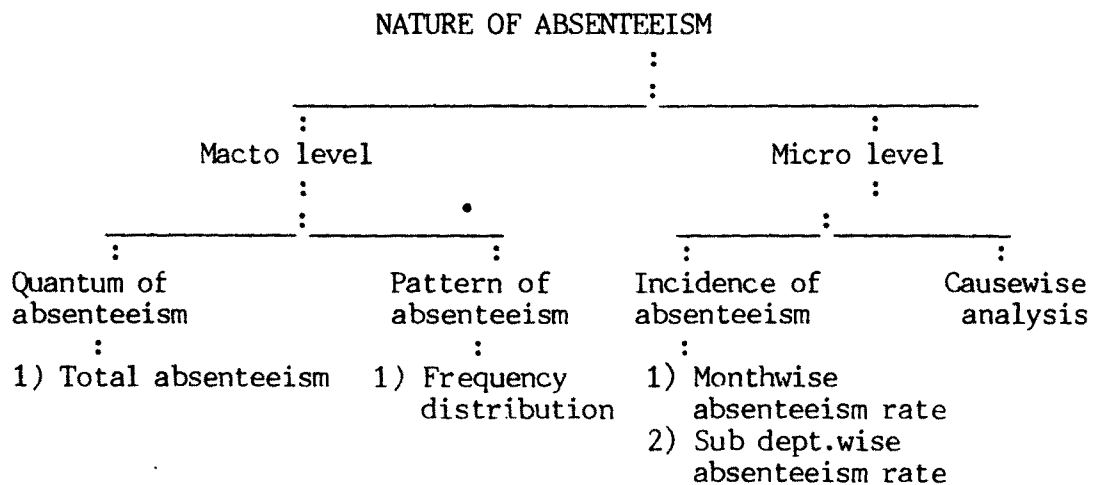 NATURE OF ABSENTEEISM
Macto level Micro level
Quantum of Pattern of Incidence of Causewise
absenteeism absenteeism absenteeism analysis
1) Total absenteeism 1) Frequency 1) Monthwise
distribution absenteeism rate
2) Sub dept.wise
absenteeism rate